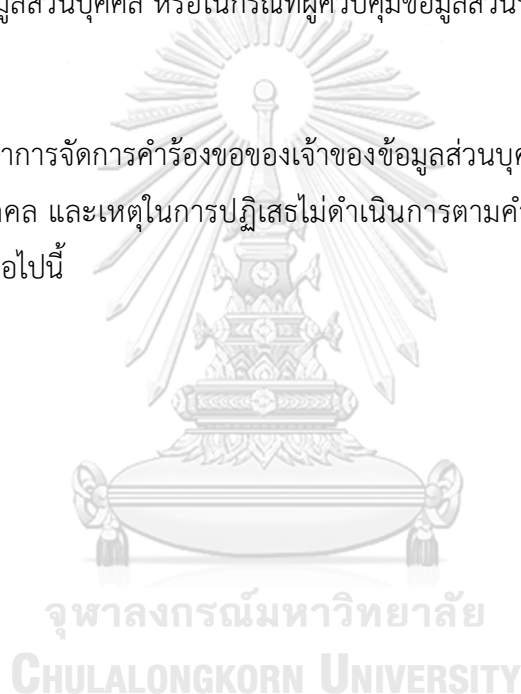 มูลส่วนบุคคล หรือในกรณีที่ผู้ควบคุมข้อมูลส่วน
าการจัดการคำร้องขอของเจ้าของข้อมูลส่วนบุ
คล และเหตุในการปฏิเสธไม่ดำเนินการตามค
อไปนี้
จุฬาลงกรณ์มหาวิทยาลัย
CHULALONGKORN UNIVERSITY